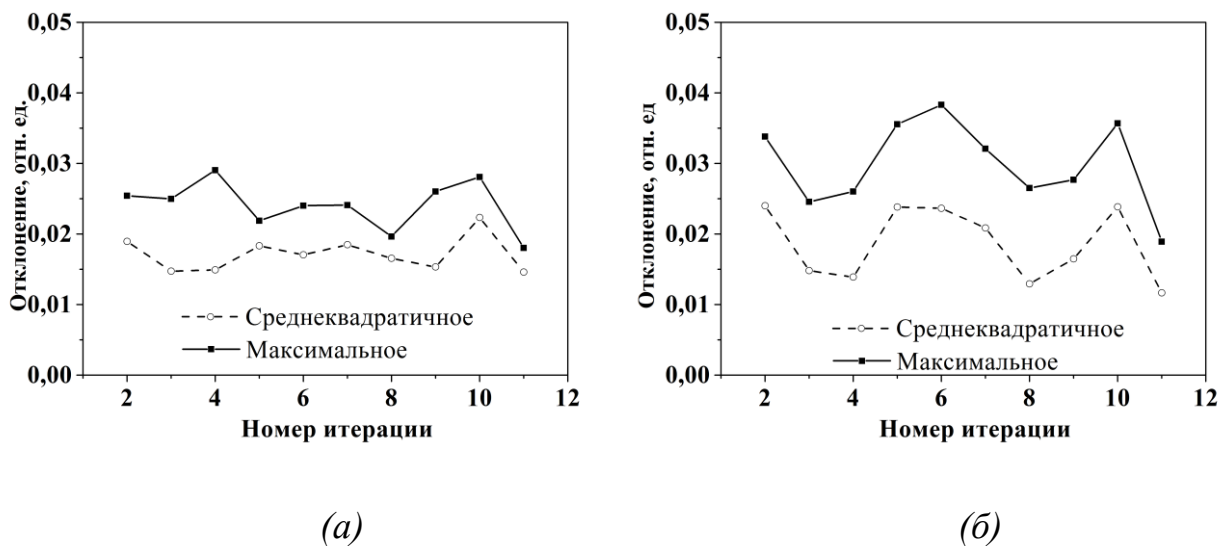 0,05
0,04
0,03
0,02
0,01
0,00
Отклонение, отн. ед.
Среднеквадратичное
Максимальное
2 4 6 8 10 12
Номер итерации
(а)
0,05
0,04
0,03
0,02
0,01
0,00
Отклонение, отн. ед
Среднеквадратичное
Максимальное
2 4 6 8 10 12
Номер итерации
(б)